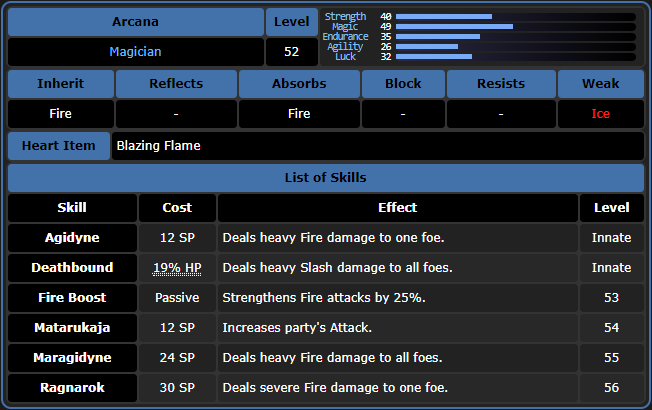 Arcana Level
Magician 52
Strength 40
Magic 49
Endurance 35
Agility 26
Luck 32
Inherit Reflects Absorbs Block Resists Weak
Fire - Fire - - Ice
Heart Item Blazing Flame
List of Skills
Skill Cost Effect Level
Agidyne 12 SP Deals heavy Fire damage to one foe. Innate
Deathbound 19% HP Deals heavy Slash damage to all foes. Innate
Fire Boost Passive Strengthens Fire attacks by 25%. 53
Matarukaja 12 SP Increases party's Attack. 54
Maragidyne 24 SP Deals heavy Fire damage to all foes. 55
Ragnarok 30 SP Deals severe Fire damage to one foe. 56